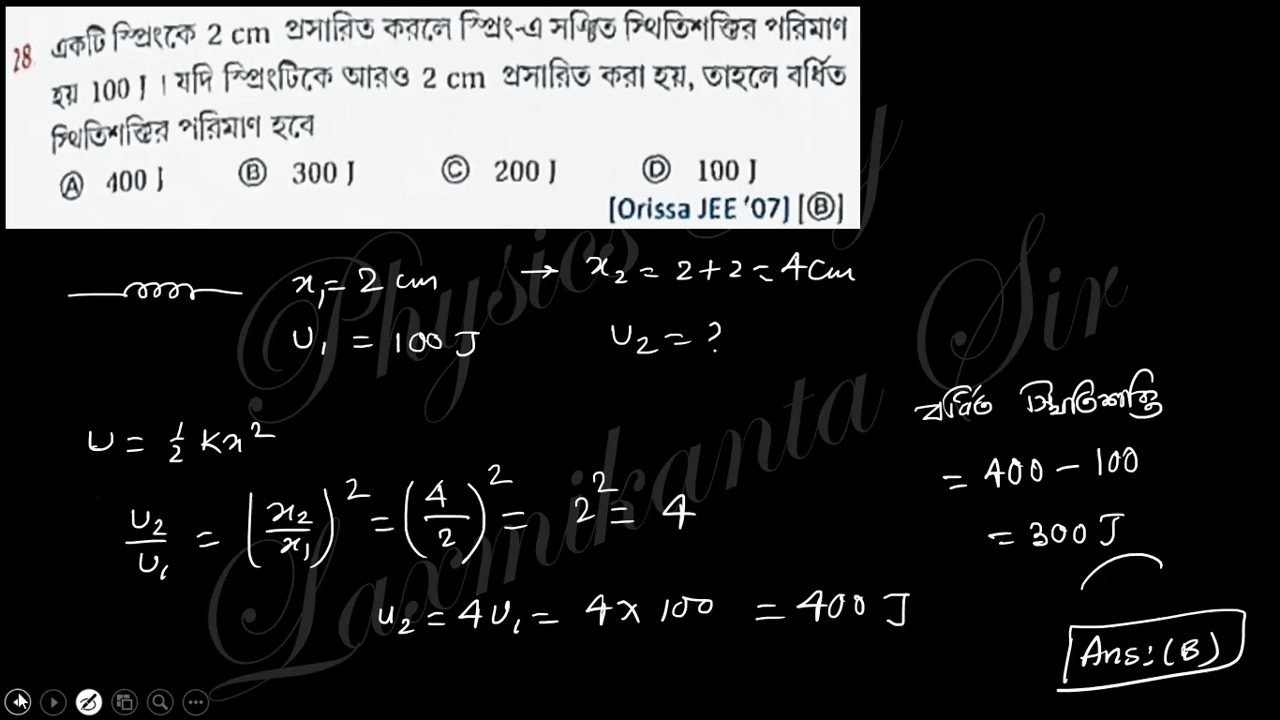 28 একটি স্প্রিংকে 2 cm প্রসারিত করলে স্প্রিং-এ সঞ্চিত স্থিতিশক্তির পরিমাণ
হয় 100 J । যদি স্প্রিংটিকে আরও 2 cm প্রসারিত করা হয়, তাহলে বর্ধিত
স্থিতিশক্তির পরিমাণ হবে
Ⓐ 400 J Ⓑ 300 J Ⓒ 200 J Ⓓ 100 J
[Orissa JEE '07] [Ⓑ]
x₁ = 2 cm → x₂ = 2+2 = 4 cm
U₁ = 100 J U₂ = ?
U = ½ Kx²
U₂/U₁ = (x₂/x₁)² = (4/2)² = 2² = 4
U₂ = 4U₁ = 4 × 100 = 400 J
বর্ধিত স্থিতিশক্তি
= 400 − 100
= 300 J
Ans: (B)
Physics By
Laxmikanta Sir